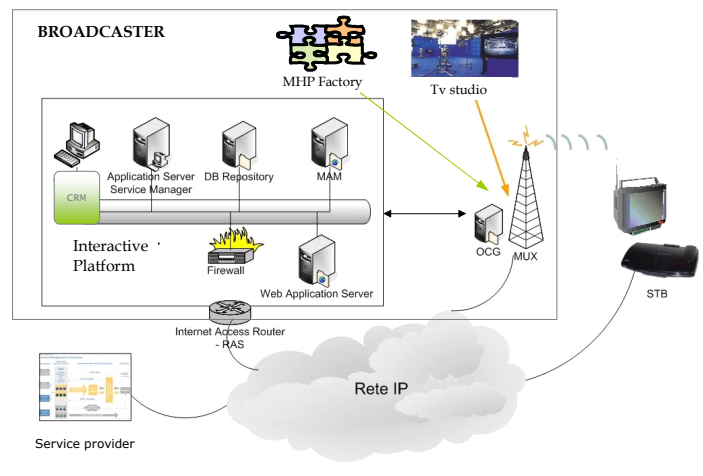 BROADCASTER
MHP Factory
Tv studio
Application Server
Service Manager
DB Repository
MAM
CRM
Interactive
Platform
Firewall
Web Application Server
OCG
MUX
STB
Internet Access Router
- RAS
Rete IP
Service provider